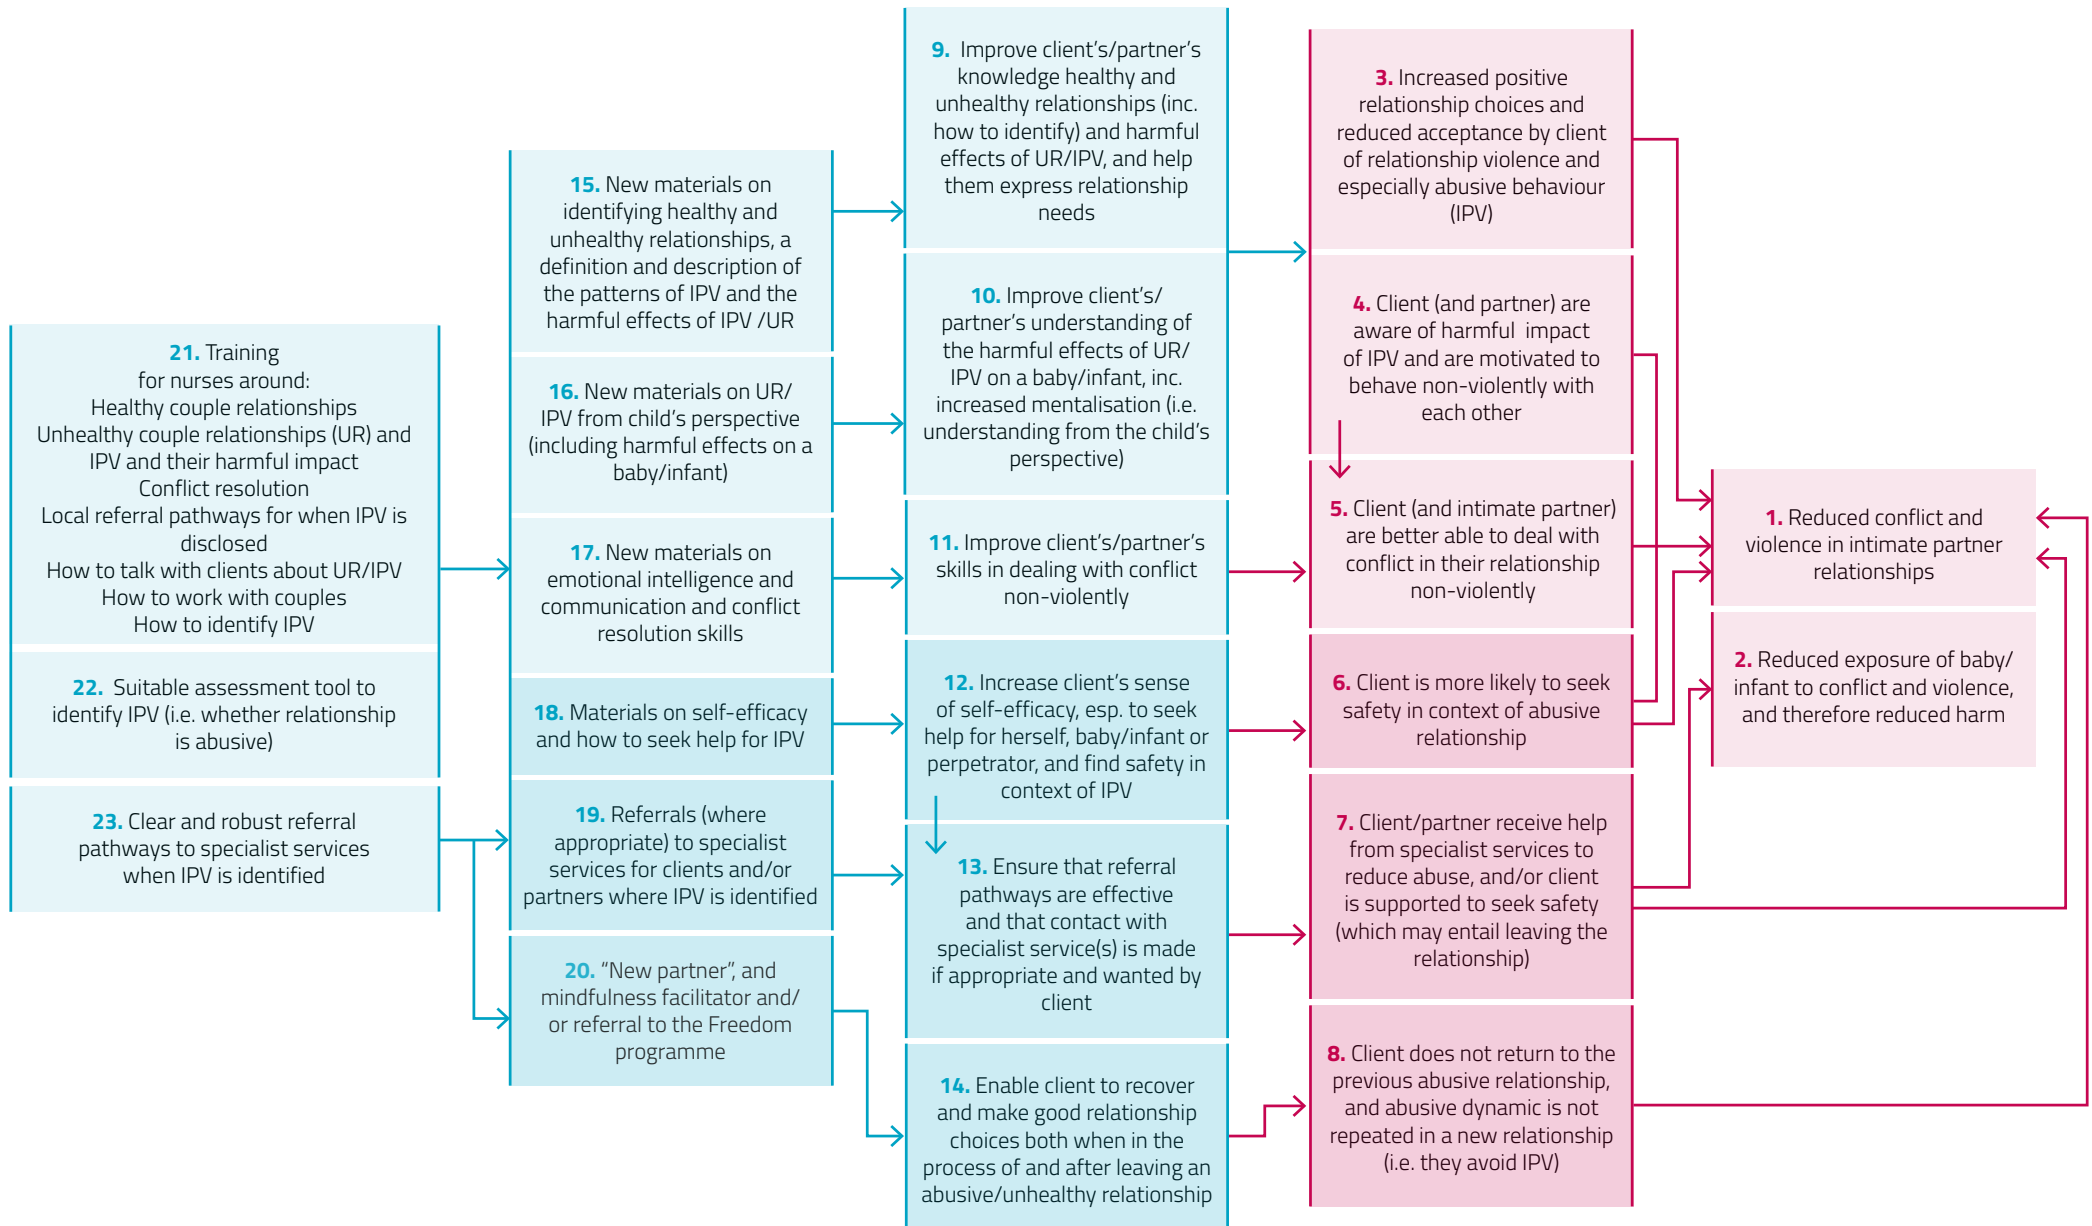 21. Training
for nurses around:
Healthy couple relationships
Unhealthy couple relationships (UR) and
IPV and their harmful impact
Conflict resolution
Local referral pathways for when IPV is
disclosed
How to talk with clients about UR/IPV
How to work with couples
How to identify IPV
22. Suitable assessment tool to
identify IPV (i.e. whether relationship
is abusive)
23. Clear and robust referral
pathways to specialist services
when IPV is identified
15. New materials on
identifying healthy and
unhealthy relationships, a
definition and description of
the patterns of IPV and the
harmful effects of IPV /UR
16. New materials on UR/
IPV from child's perspective
(including harmful effects on a
baby/infant)
17. New materials on
emotional intelligence and
communication and conflict
resolution skills
18. Materials on self-efficacy
and how to seek help for IPV
19. Referrals (where
appropriate) to specialist
services for clients and/or
partners where IPV is identified
20. “New partner”, and
mindfulness facilitator and/
or referral to the Freedom
programme
9. Improve client's/partner's
knowledge healthy and
unhealthy relationships (inc.
how to identify) and harmful
effects of UR/IPV, and help
them express relationship
needs
10. Improve client's/
partner's understanding of
the harmful effects of UR/
IPV on a baby/infant, inc.
increased mentalisation (i.e.
understanding from the child's
perspective)
11. Improve client's/partner's
skills in dealing with conflict
non-violently
12. Increase client's sense
of self-efficacy, esp. to seek
help for herself, baby/infant or
perpetrator, and find safety in
context of IPV
13. Ensure that referral
pathways are effective
and that contact with
specialist service(s) is made
if appropriate and wanted by
client
14. Enable client to recover
and make good relationship
choices both when in the
process of and after leaving an
abusive/unhealthy relationship
3. Increased positive
relationship choices and
reduced acceptance by client
of relationship violence and
especially abusive behaviour
(IPV)
4. Client (and partner) are
aware of harmful impact
of IPV and are motivated to
behave non-violently with
each other
5. Client (and intimate partner)
are better able to deal with
conflict in their relationship
non-violently
6. Client is more likely to seek
safety in context of abusive
relationship
7. Client/partner receive help
from specialist services to
reduce abuse, and/or client
is supported to seek safety
(which may entail leaving the
relationship)
8. Client does not return to the
previous abusive relationship,
and abusive dynamic is not
repeated in a new relationship
(i.e. they avoid IPV)
1. Reduced conflict and
violence in intimate partner
relationships
2. Reduced exposure of baby/
infant to conflict and violence,
and therefore reduced harm